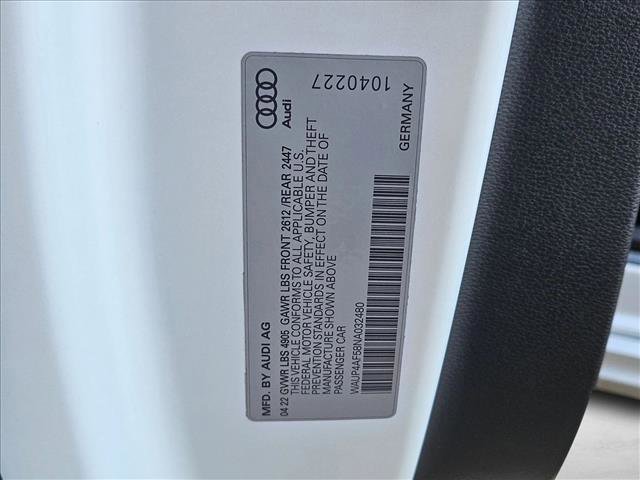 MFD. BY AUDI AG
04 22 GVWR LBS 4905 GAWR LBS FRONT 2612 /REAR 2447
THIS VEHICLE CONFORMS TO ALL APPLICABLE U.S.
FEDERAL MOTOR VEHICLE SAFETY, BUMPER AND THEFT
PREVENTION STANDARDS IN EFFECT ON THE DATE OF
MANUFACTURE SHOWN ABOVE
PASSENGER CAR
WAUP4AF58NA032480
Audi
1040227
GERMANY